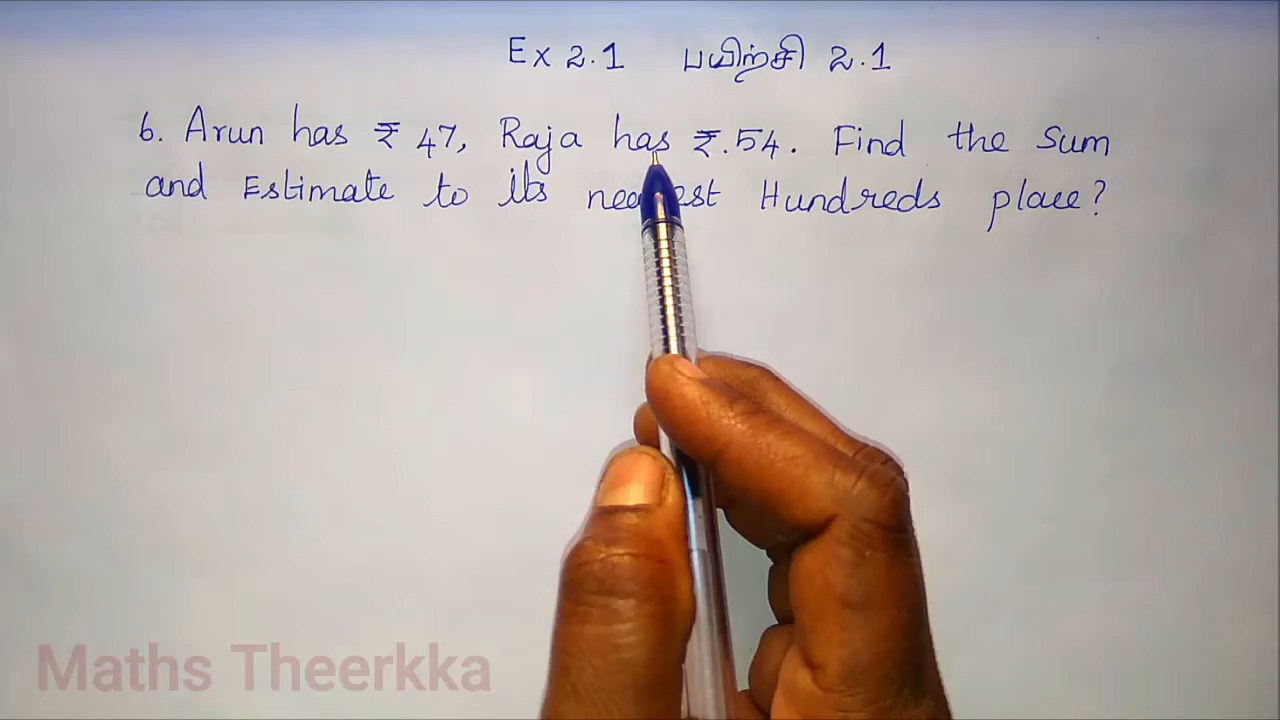 Ex 2.1 பயிற்சி 2.1
6. Arun has ₹ 47, Raja has ₹.54. Find the Sum
and Estimate to its Hundreds place?
Maths Theerkka